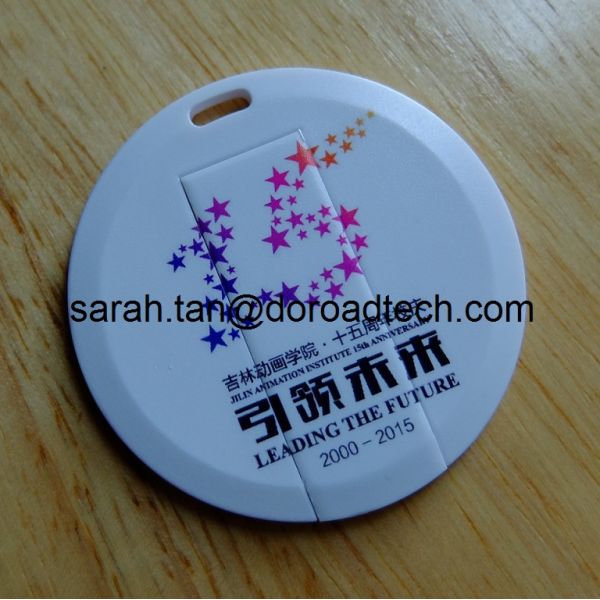 15
sarah.tan@doroadtech.com
吉林动画学院·十五周年
JILIN ANIMATION INSTITUTE 15th ANNIVERSARY
引领未来
LEADING THE FUTURE
2000-2015